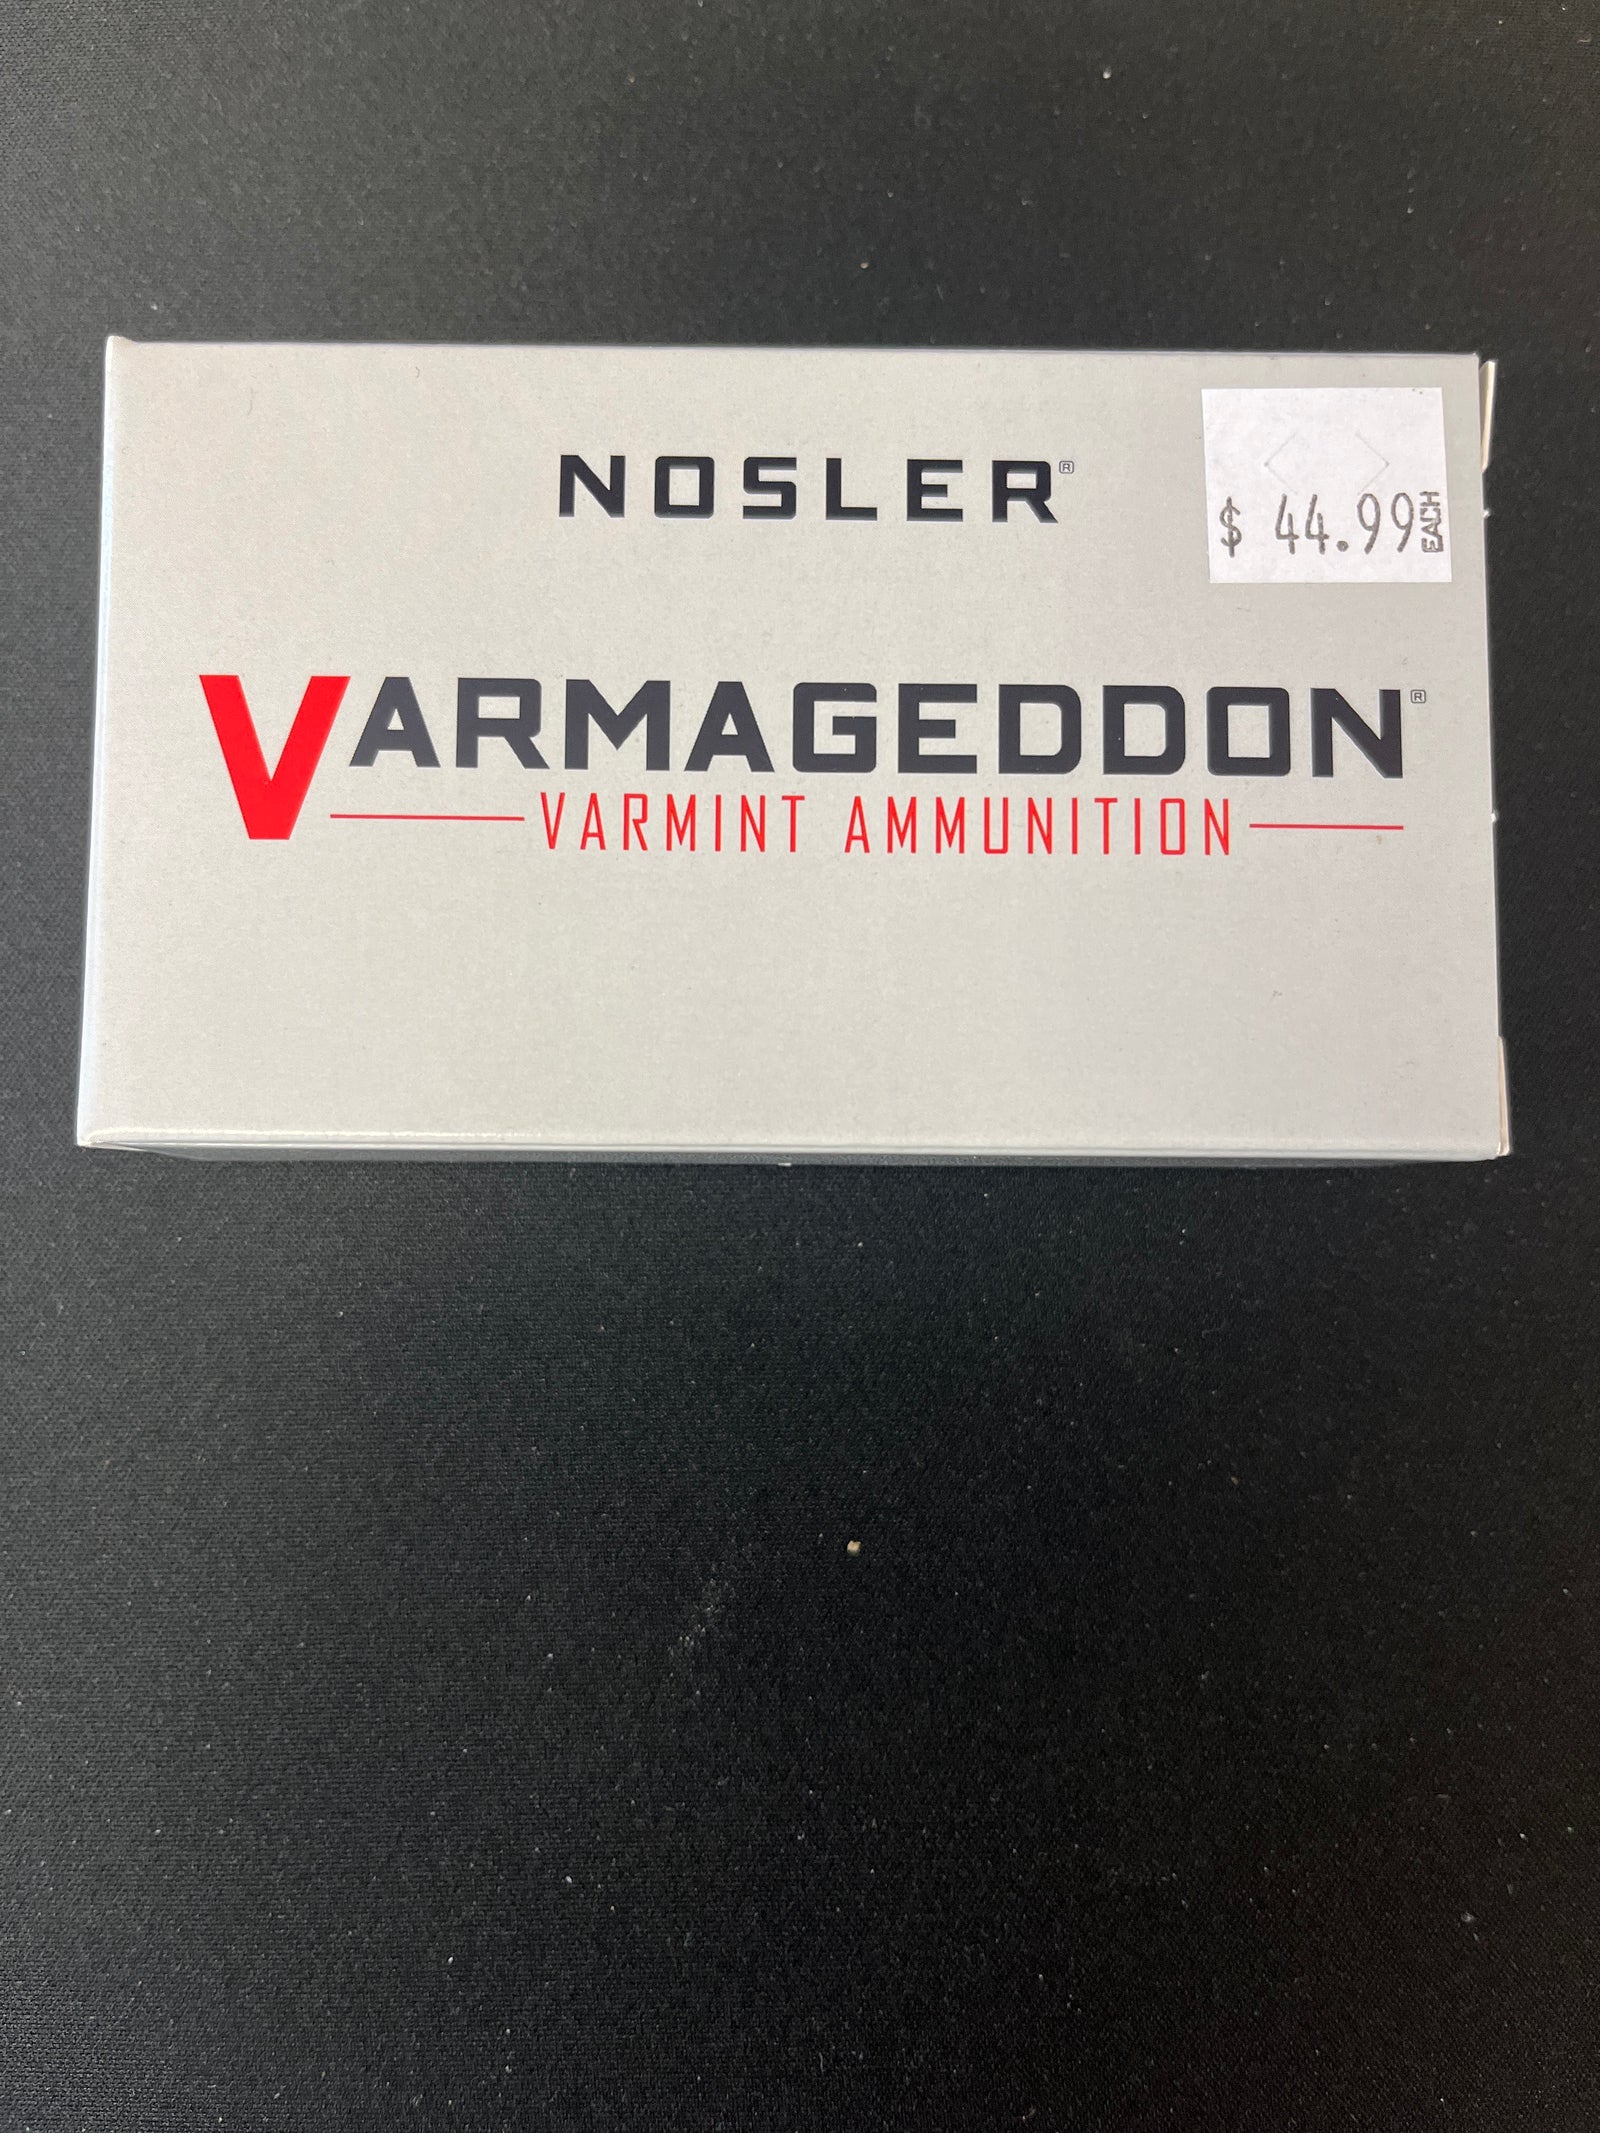 NOSLER®
$ 44.99 EACH
VARMAGEDDON®
VARMINT AMMUNITION